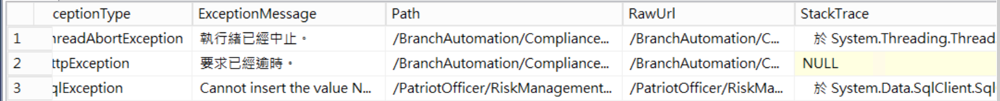 ceptionType ExceptionMessage Path RawUrl StackTrace
1 hreadAbortException 執行緒已經中止。 /BranchAutomation/Compliance... /BranchAutomation/C... 於 System.Threading.Thread
2 ttpException 要求已經逾時。 /BranchAutomation/Compliance... /BranchAutomation/C... NULL
3 qlException Cannot insert the value N... /PatriotOfficer/RiskManagement... /PatriotOfficer/RiskMa... 於 System.Data.SqlClient.Sql